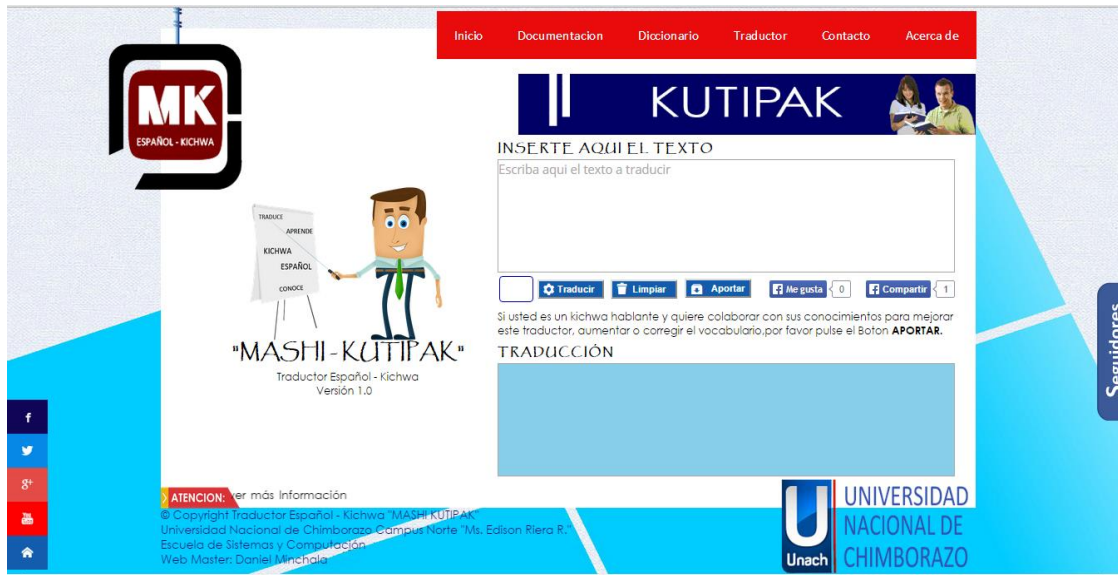 Inicio Documentacion Diccionario Traductor Contacto Acerca de
MK
ESPAÑOL - KICHWA
KUTIPAK
INSERTE AQUI EL TEXTO
Escriba aqui el texto a traducir
TRADUCE
APRENDE
KICHWA
ESPAÑOL
CONOCE
Traducir Limpiar Aportar Me gusta 0 Compartir 1
Si usted es un kichwa hablante y quiere colaborar con sus conocimientos para mejorar
este traductor, aumentar o corregir el vocabulario,por favor pulse el Boton APORTAR.
"MASHI-KUTIPAK"
Traductor Español - Kichwa
Versión 1.0
TRADUCCIÓN
Seguidores
ATENCION: ver más Información
© Copyright Traductor Español - Kichwa "MASHI KUTIPAK"
Universidad Nacional de Chimborazo Campus Norte "Ms. Edison Riera R."
Escuela de Sistemas y Computación
Web Master: Daniel Minchala
Unach
UNIVERSIDAD
NACIONAL DE
CHIMBORAZO